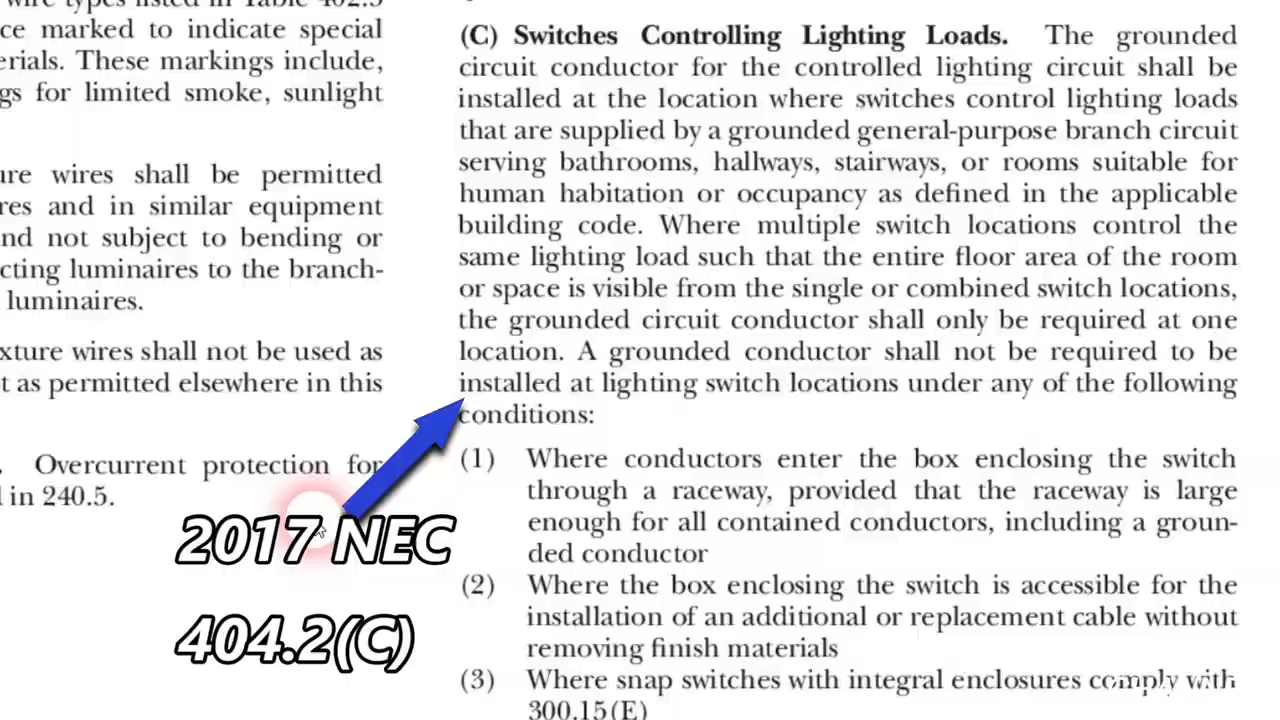 wire types listed in Table 402.3
ce marked to indicate special
erials. These markings include,
gs for limited smoke, sunlight
ure wires shall be permitted
res and in similar equipment
nd not subject to bending or
cting luminaires to the branch-
luminaires.
xture wires shall not be used as
t as permitted elsewhere in this
. Overcurrent protection for
l in 240.5.
2017 NEC
404.2(C)
(C) Switches Controlling Lighting Loads. The grounded
circuit conductor for the controlled lighting circuit shall be
installed at the location where switches control lighting loads
that are supplied by a grounded general-purpose branch circuit
serving bathrooms, hallways, stairways, or rooms suitable for
human habitation or occupancy as defined in the applicable
building code. Where multiple switch locations control the
same lighting load such that the entire floor area of the room
or space is visible from the single or combined switch locations,
the grounded circuit conductor shall only be required at one
location. A grounded conductor shall not be required to be
installed at lighting switch locations under any of the following
conditions:
(1) Where conductors enter the box enclosing the switch
through a raceway, provided that the raceway is large
enough for all contained conductors, including a groun-
ded conductor
(2) Where the box enclosing the switch is accessible for the
installation of an additional or replacement cable without
removing finish materials
(3) Where snap switches with integral enclosures comply with
300.15(E)